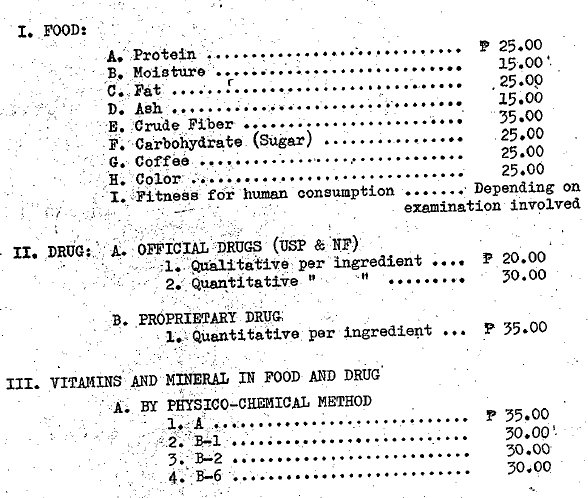 I. FOOD:
A. Protein .............................. ₱ 25.00
B. Moisture .............................. 15.00
C. Fat .............................. 25.00
D. Ash .............................. 15.00
E. Crude Fiber .............................. 35.00
F. Carbohydrate (Sugar) ................. 25.00
G. Coffee .............................. 25.00
H. Color .............................. 25.00
I. Fitness for human consumption ....... Depending on
examination involved
II. DRUG: A. OFFICIAL DRUGS (USP & NF)
1. Qualitative per ingredient .... ₱ 20.00
2. Quantitative " " ......... 30.00
B. PROPRIETARY DRUG
1. Quantitative per ingredient ... ₱ 35.00
III. VITAMINS AND MINERAL IN FOOD AND DRUG
A. BY PHYSICO-CHEMICAL METHOD
1. A .............................. ₱ 35.00
2. B-1 .............................. 30.00
3. B-2 .............................. 30.00
4. B-6 .............................. 30.00